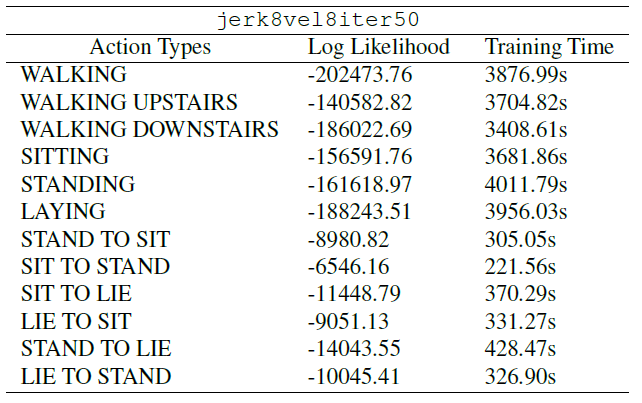 jerk8vel8iter50
Action Types Log Likelihood Training Time
WALKING -202473.76 3876.99s
WALKING UPSTAIRS -140582.82 3704.82s
WALKING DOWNSTAIRS -186022.69 3408.61s
SITTING -156591.76 3681.86s
STANDING -161618.97 4011.79s
LAYING -188243.51 3956.03s
STAND TO SIT -8980.82 305.05s
SIT TO STAND -6546.16 221.56s
SIT TO LIE -11448.79 370.29s
LIE TO SIT -9051.13 331.27s
STAND TO LIE -14043.55 428.47s
LIE TO STAND -10045.41 326.90s